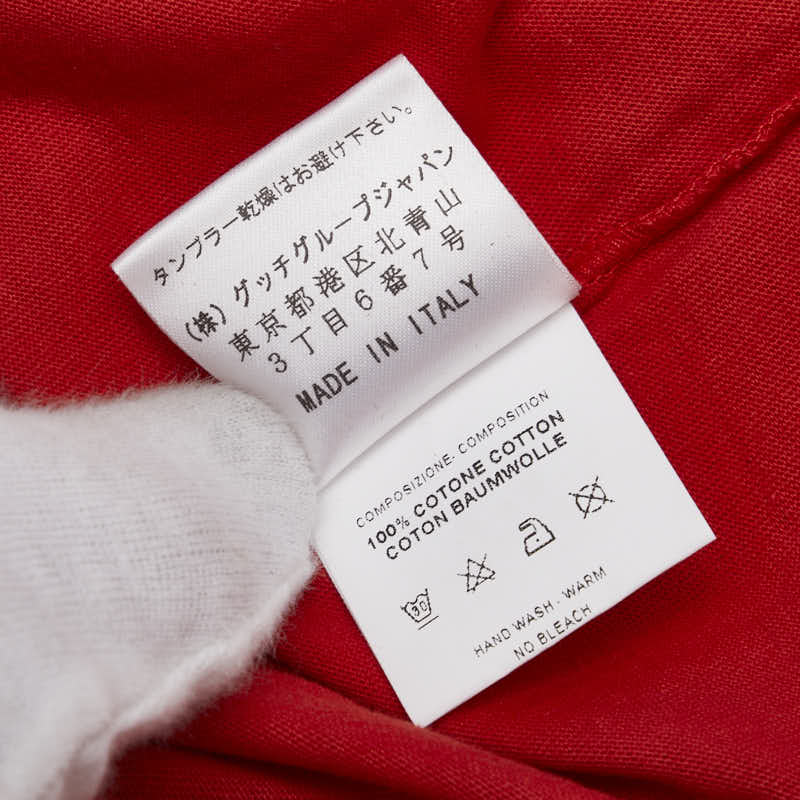 タンブラー乾燥はお避け下さい。
(株)グッチグループジャパン
東京都港区北青山
3丁目6番7号
MADE IN ITALY
COMPOSIZIONE - COMPOSITION
100% COTONE COTTON
COTON BAUMWOLLE
30
HAND WASH - WARM
NO BLEACH